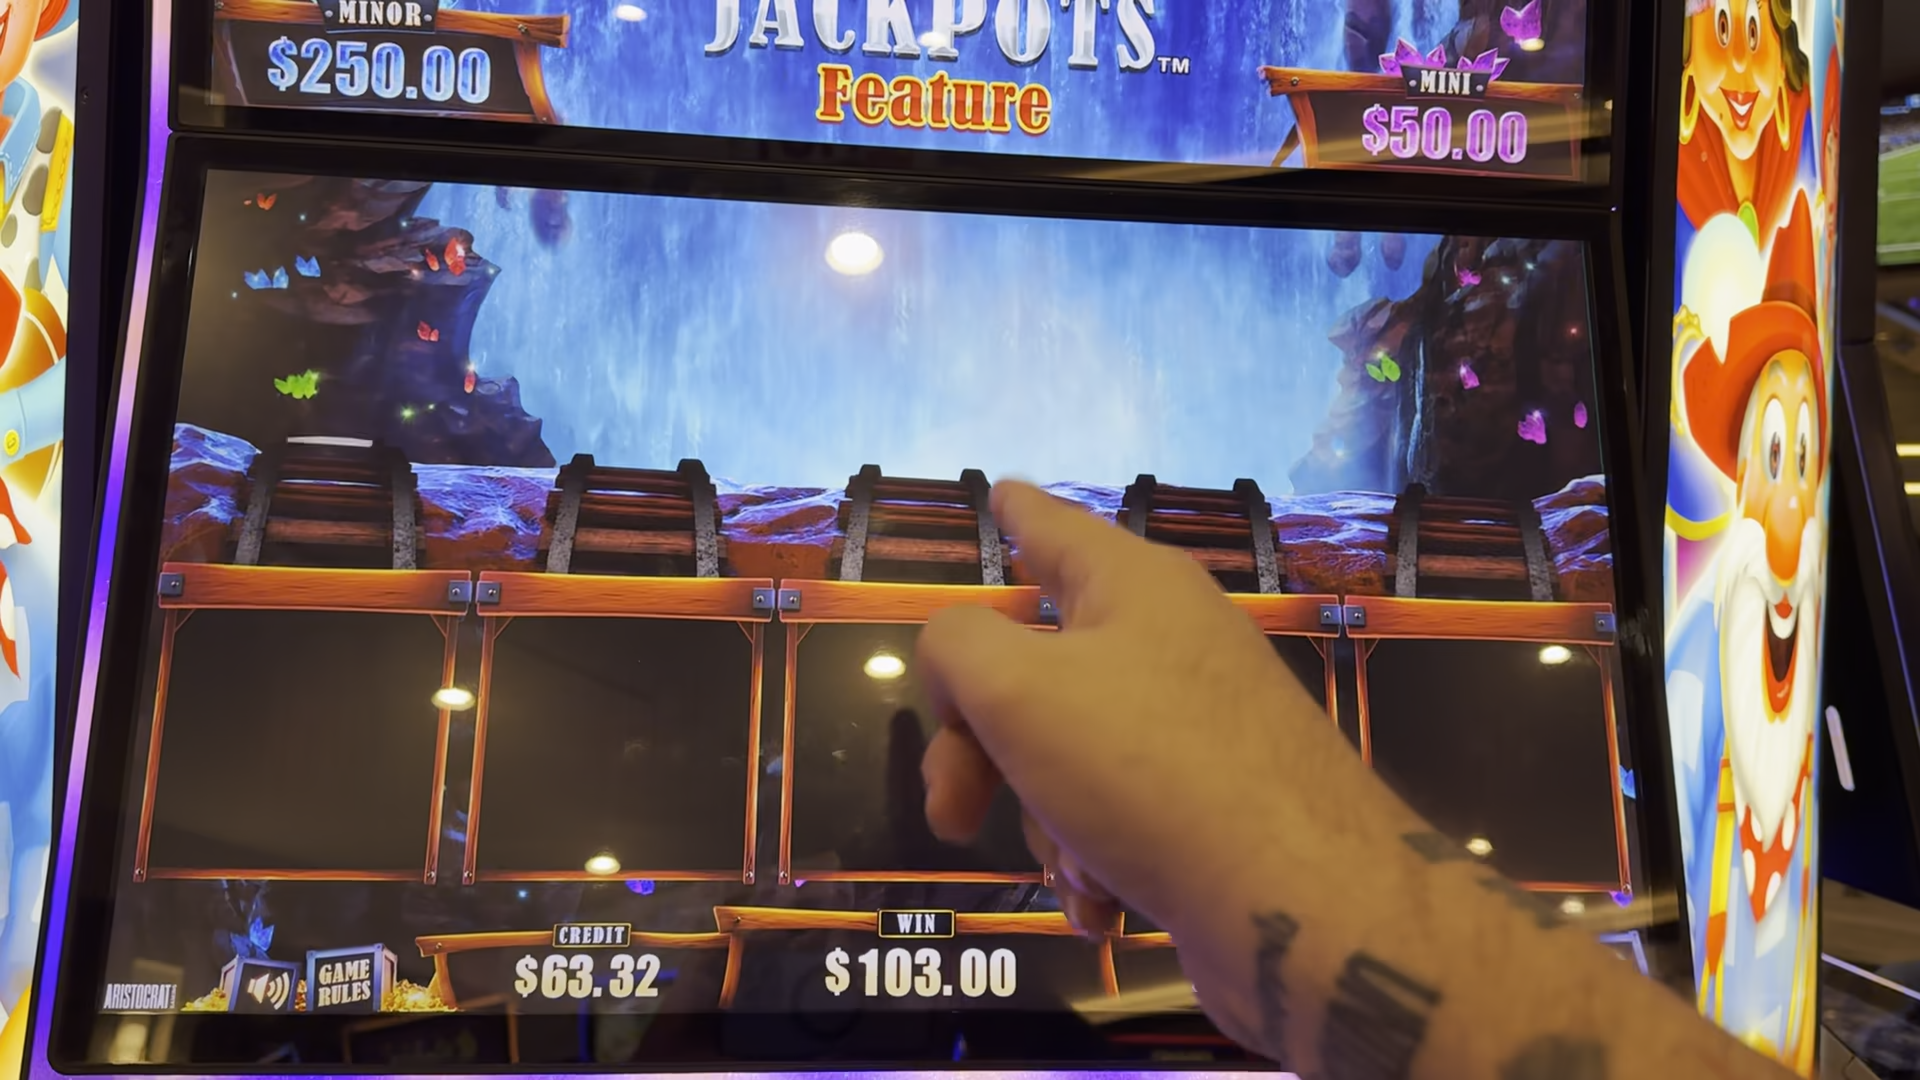 MINOR
$250.00
JACKPOTS™
Feature
MINI
$50.00
CREDIT
$63.32
WIN
$103.00
GAME
RULES
ARISTOCRAT